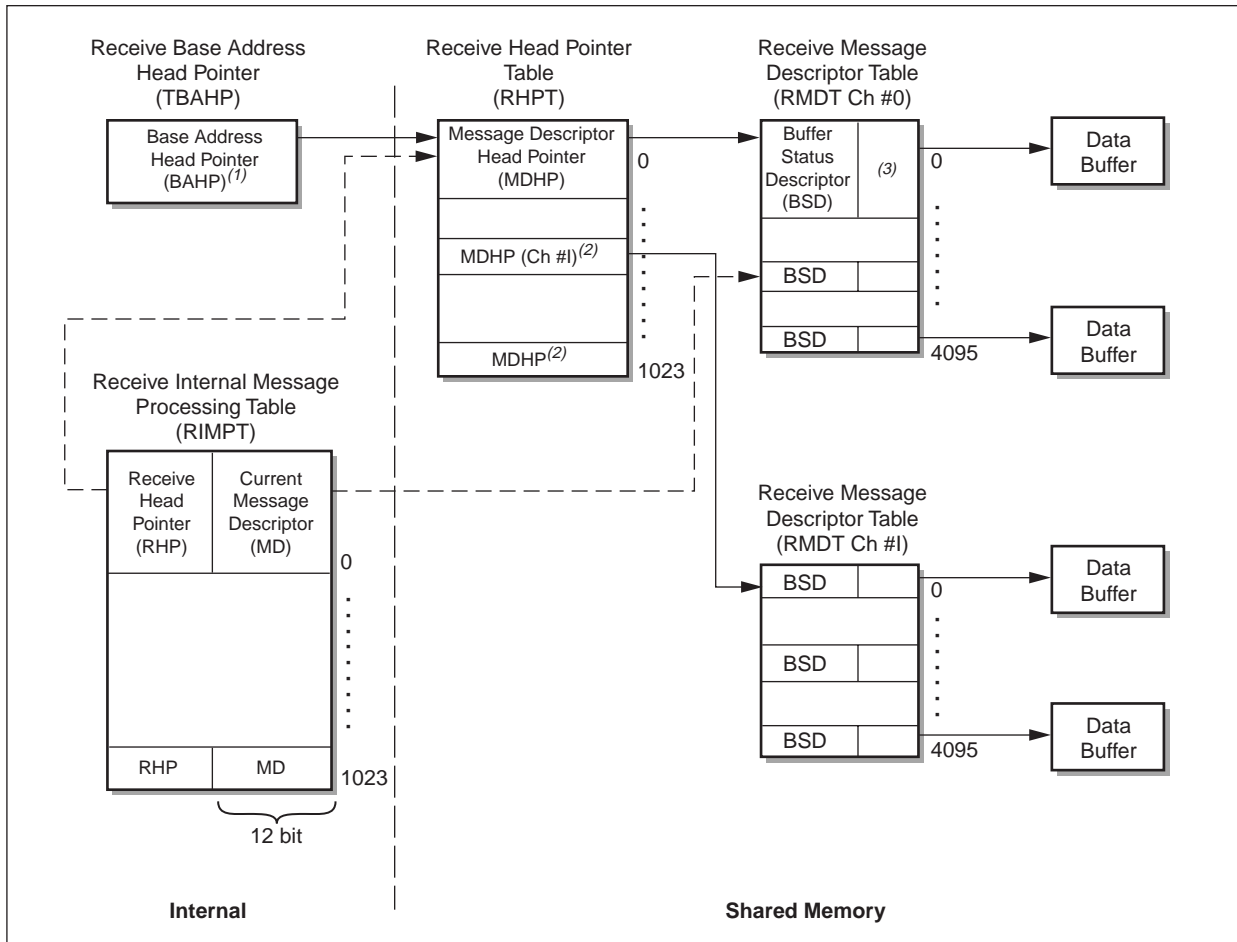 Receive Base Address
Head Pointer
(TBAHP)
Base Address
Head Pointer
(BAHP)(1)
Receive Head Pointer
Table
(RHPT)
Message Descriptor
Head Pointer
(MDHP)
0
MDHP (Ch #I)(2)
MDHP(2)
1023
Receive Message
Descriptor Table
(RMDT Ch #0)
Buffer
Status
Descriptor
(BSD)
(3)
0
BSD
BSD
4095
Data
Buffer
Data
Buffer
Receive Internal Message
Processing Table
(RIMPT)
Receive
Head
Pointer
(RHP)
Current
Message
Descriptor
(MD)
0
RHP
MD
1023
12 bit
Receive Message
Descriptor Table
(RMDT Ch #I)
BSD
0
BSD
BSD
4095
Data
Buffer
Data
Buffer
Internal
Shared Memory